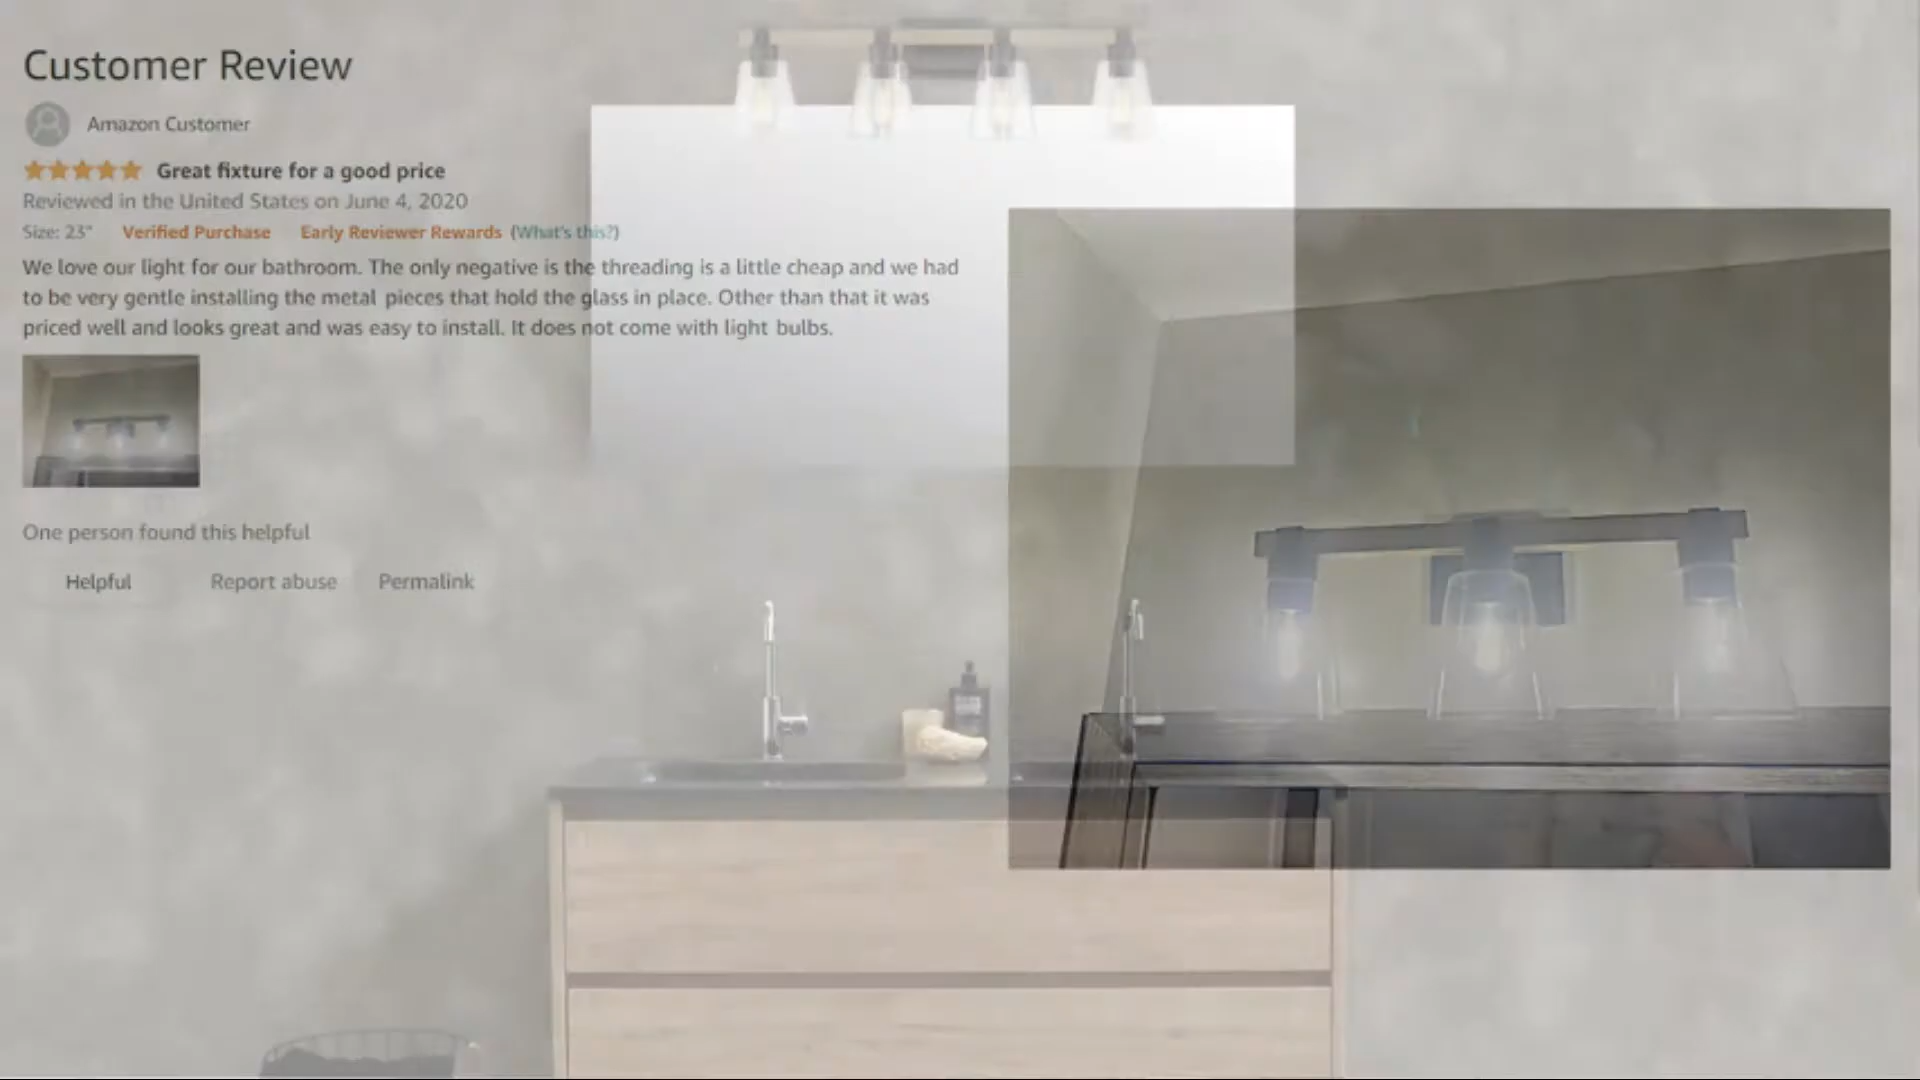 Customer Review
Amazon Customer
Great fixture for a good price
Reviewed in the United States on June 4, 2020
Size: 23" Verified Purchase Early Reviewer Rewards (What's this?)
We love our light for our bathroom. The only negative is the threading is a little cheap and we had
to be very gentle installing the metal pieces that hold the glass in place. Other than that it was
priced well and looks great and was easy to install. It does not come with light bulbs.
One person found this helpful
Helpful Report abuse Permalink